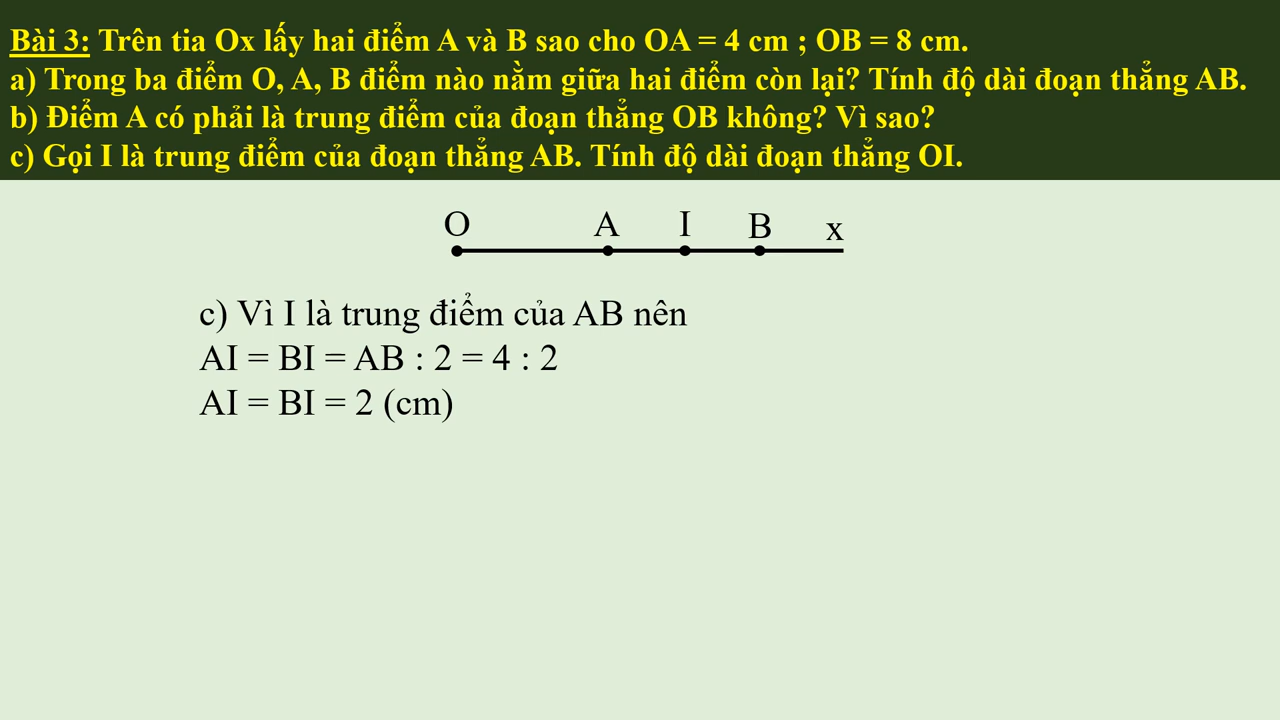 Bài 3: Trên tia Ox lấy hai điểm A và B sao cho OA = 4 cm ; OB = 8 cm.
a) Trong ba điểm O, A, B điểm nào nằm giữa hai điểm còn lại? Tính độ dài đoạn thẳng AB.
b) Điểm A có phải là trung điểm của đoạn thẳng OB không? Vì sao?
c) Gọi I là trung điểm của đoạn thẳng AB. Tính độ dài đoạn thẳng OI.
O A I B x
c) Vì I là trung điểm của AB nên
AI = BI = AB : 2 = 4 : 2
AI = BI = 2 (cm)